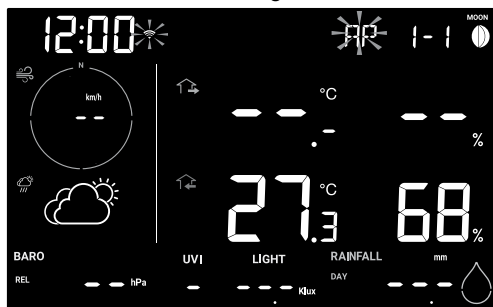 12:00 AP 1-1 MOON
N
km/h
--
°C
--.-
--
%
°C
27.3
68
%
BARO UVI LIGHT RAINFALL mm
REL -- hPa - ---.- Klux DAY ---.-